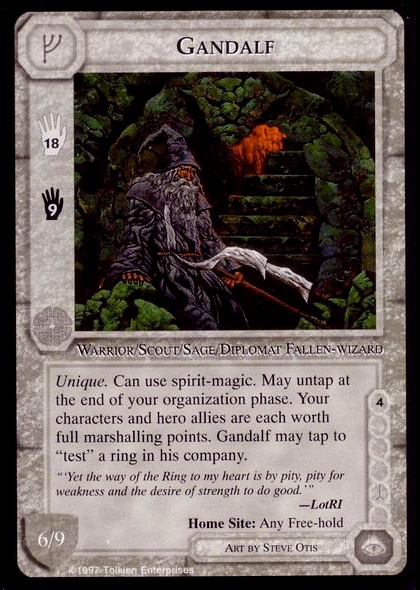 GANDALF
18
9
WARRIOR/SCOUT/SAGE/DIPLOMAT FALLEN-WIZARD
Unique. Can use spirit-magic. May untap at
the end of your organization phase. Your
characters and hero allies are each worth
full marshalling points. Gandalf may tap to
“test” a ring in his company.
“‘Yet the way of the Ring to my heart is by pity, pity for
weakness and the desire of strength to do good.’”
—LotRI
Home Site: Any Free-hold
4
6/9
ART BY STEVE OTIS
©1997 Tolkien Enterprises